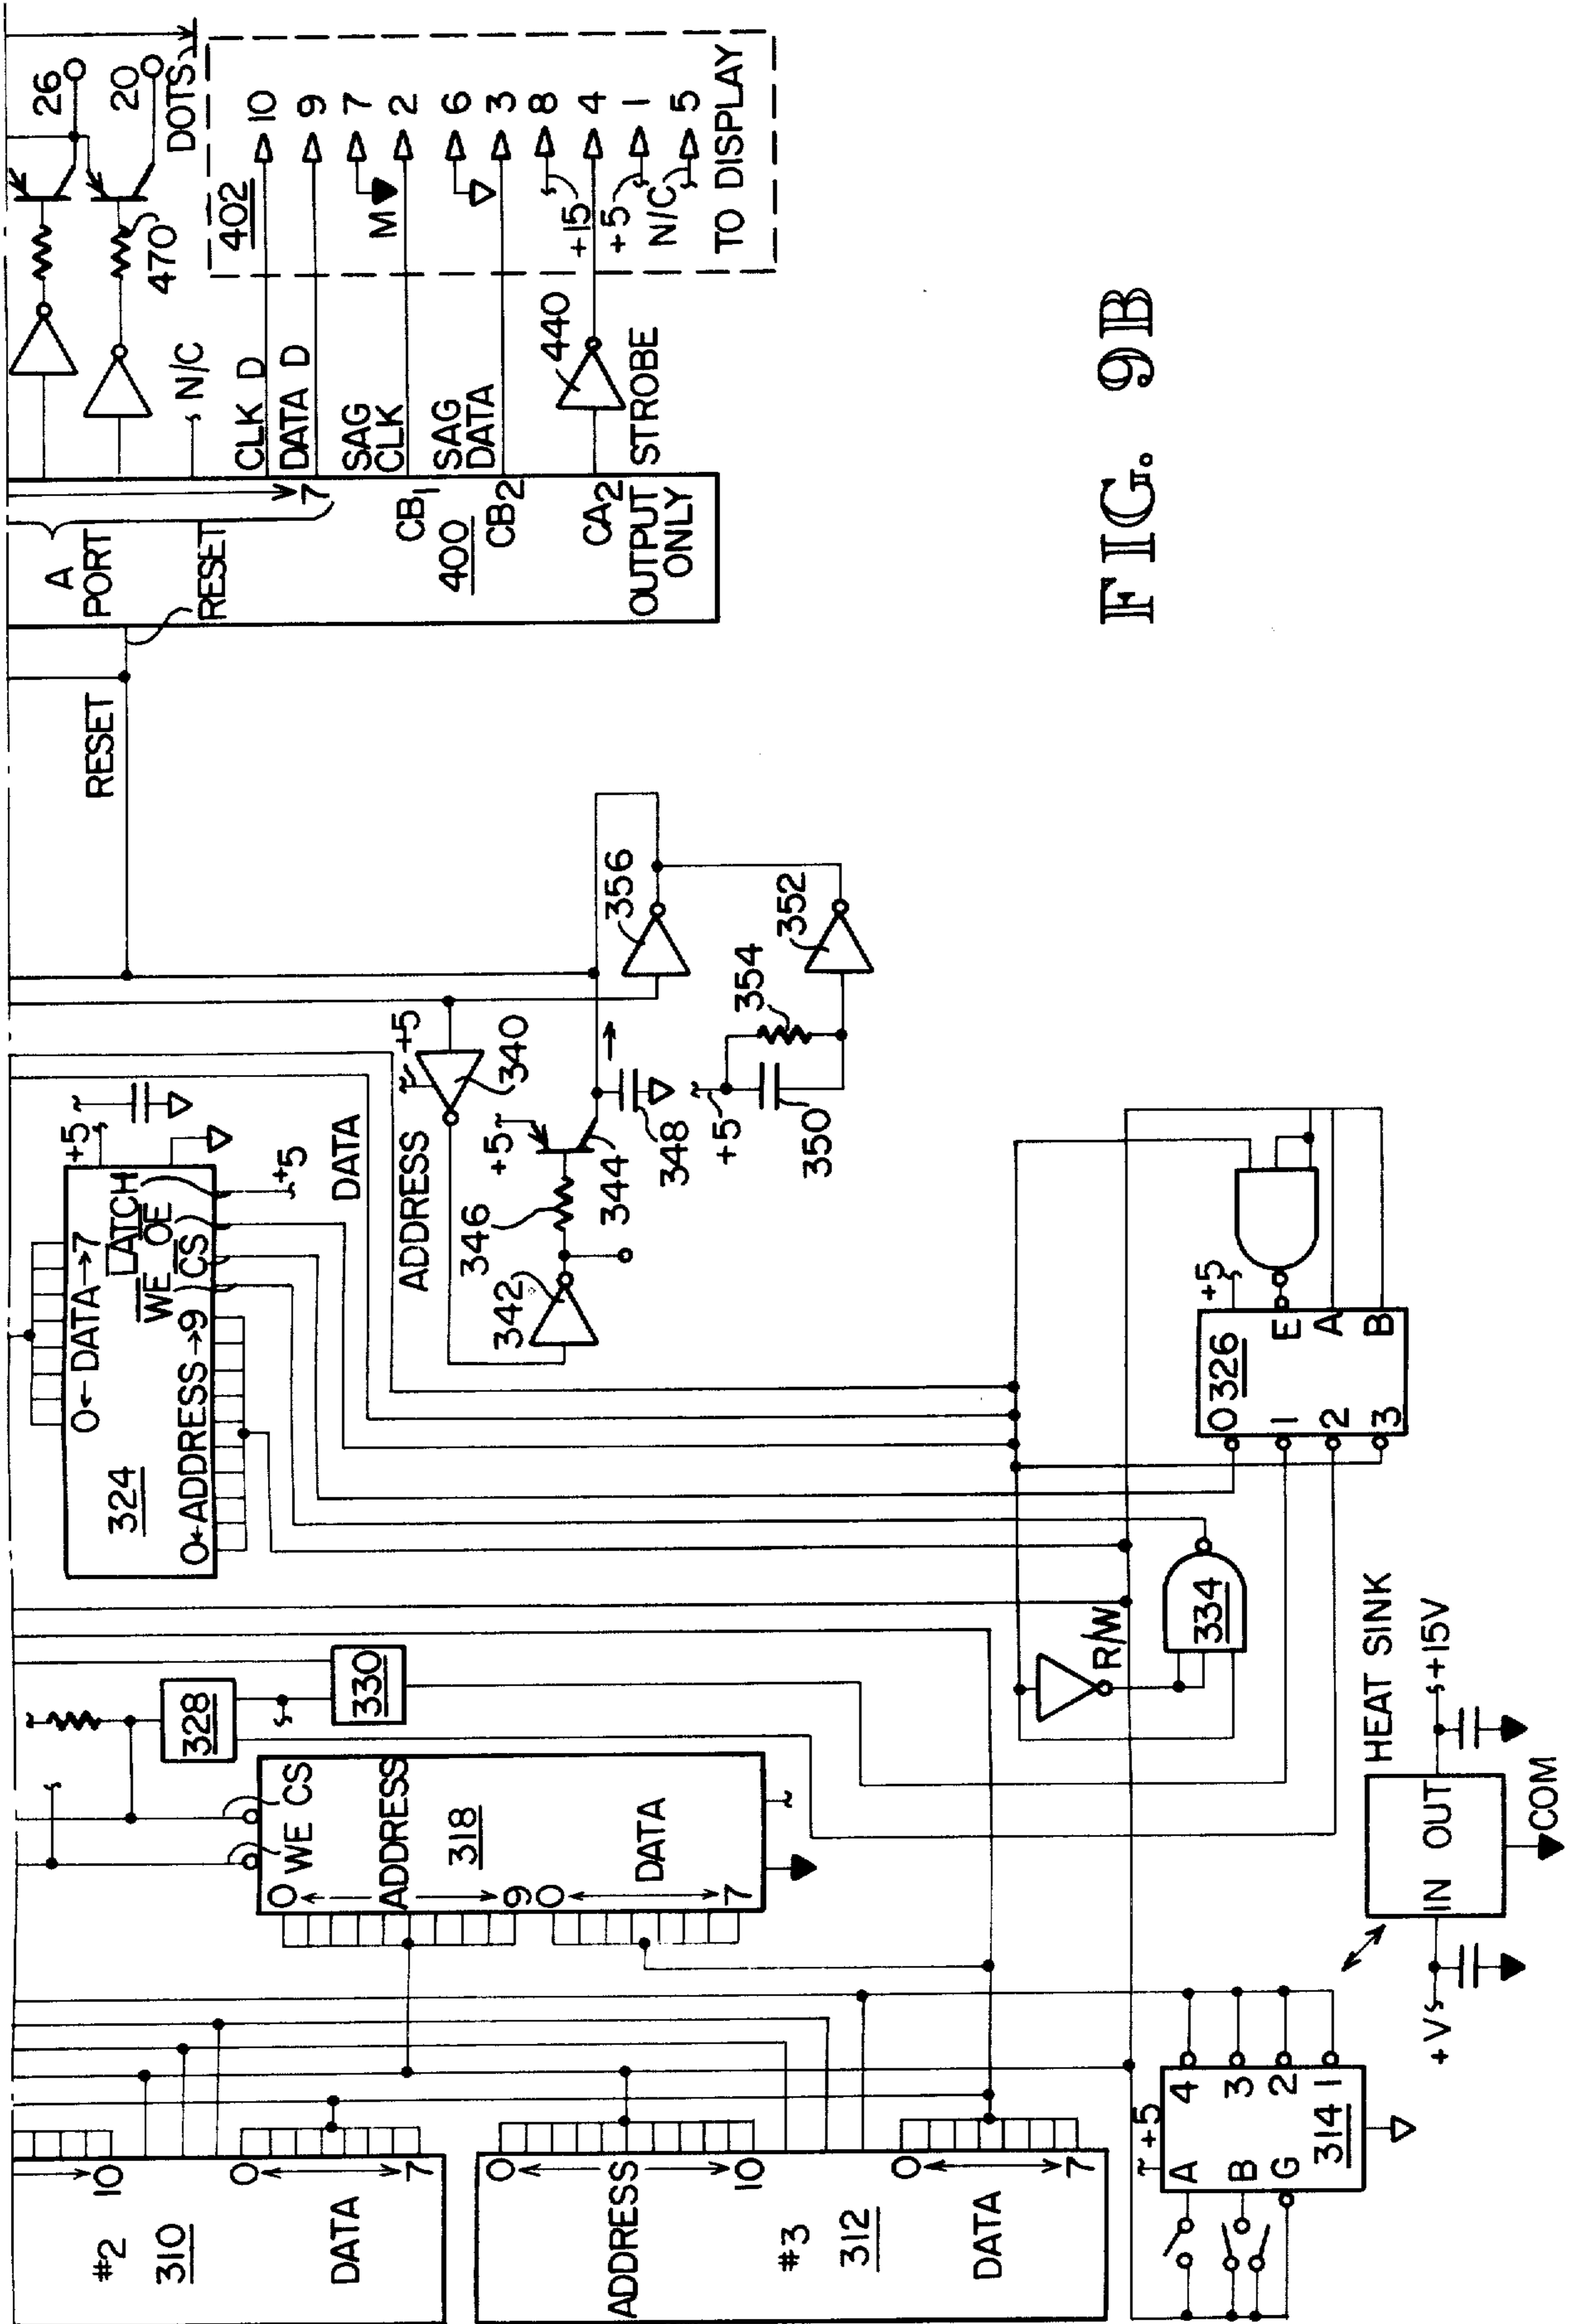 26
20
DOTS
470
N/C
402
CLK D
10
DATA D
9
7
M
SAG
CLK
2
6
SAG
DATA
3
+15
8
440
STROBE
4
+5
1
N/C
5
TO DISPLAY
A
PORT
RESET
7
CB1
400
CB2
CA2
OUTPUT
ONLY
RESET
356
352
354
+5
350
+5
340
ADDRESS
+5
346
344
348
342
DATA
+5
LATCH
OE
CS
WE
+5
0←DATA→7
0←ADDRESS→9
324
+5
0 326
E
A
B
1
2
3
R/W
334
328
330
WE CS
0
ADDRESS
9
318
0
DATA
7
HEAT SINK
+15V
IN OUT
COM
+V
#2
310
10
0
7
DATA
0
ADDRESS
10
#3
312
0
7
DATA
+5
A
B
G
4
3
2
1
314
FIG. 9B